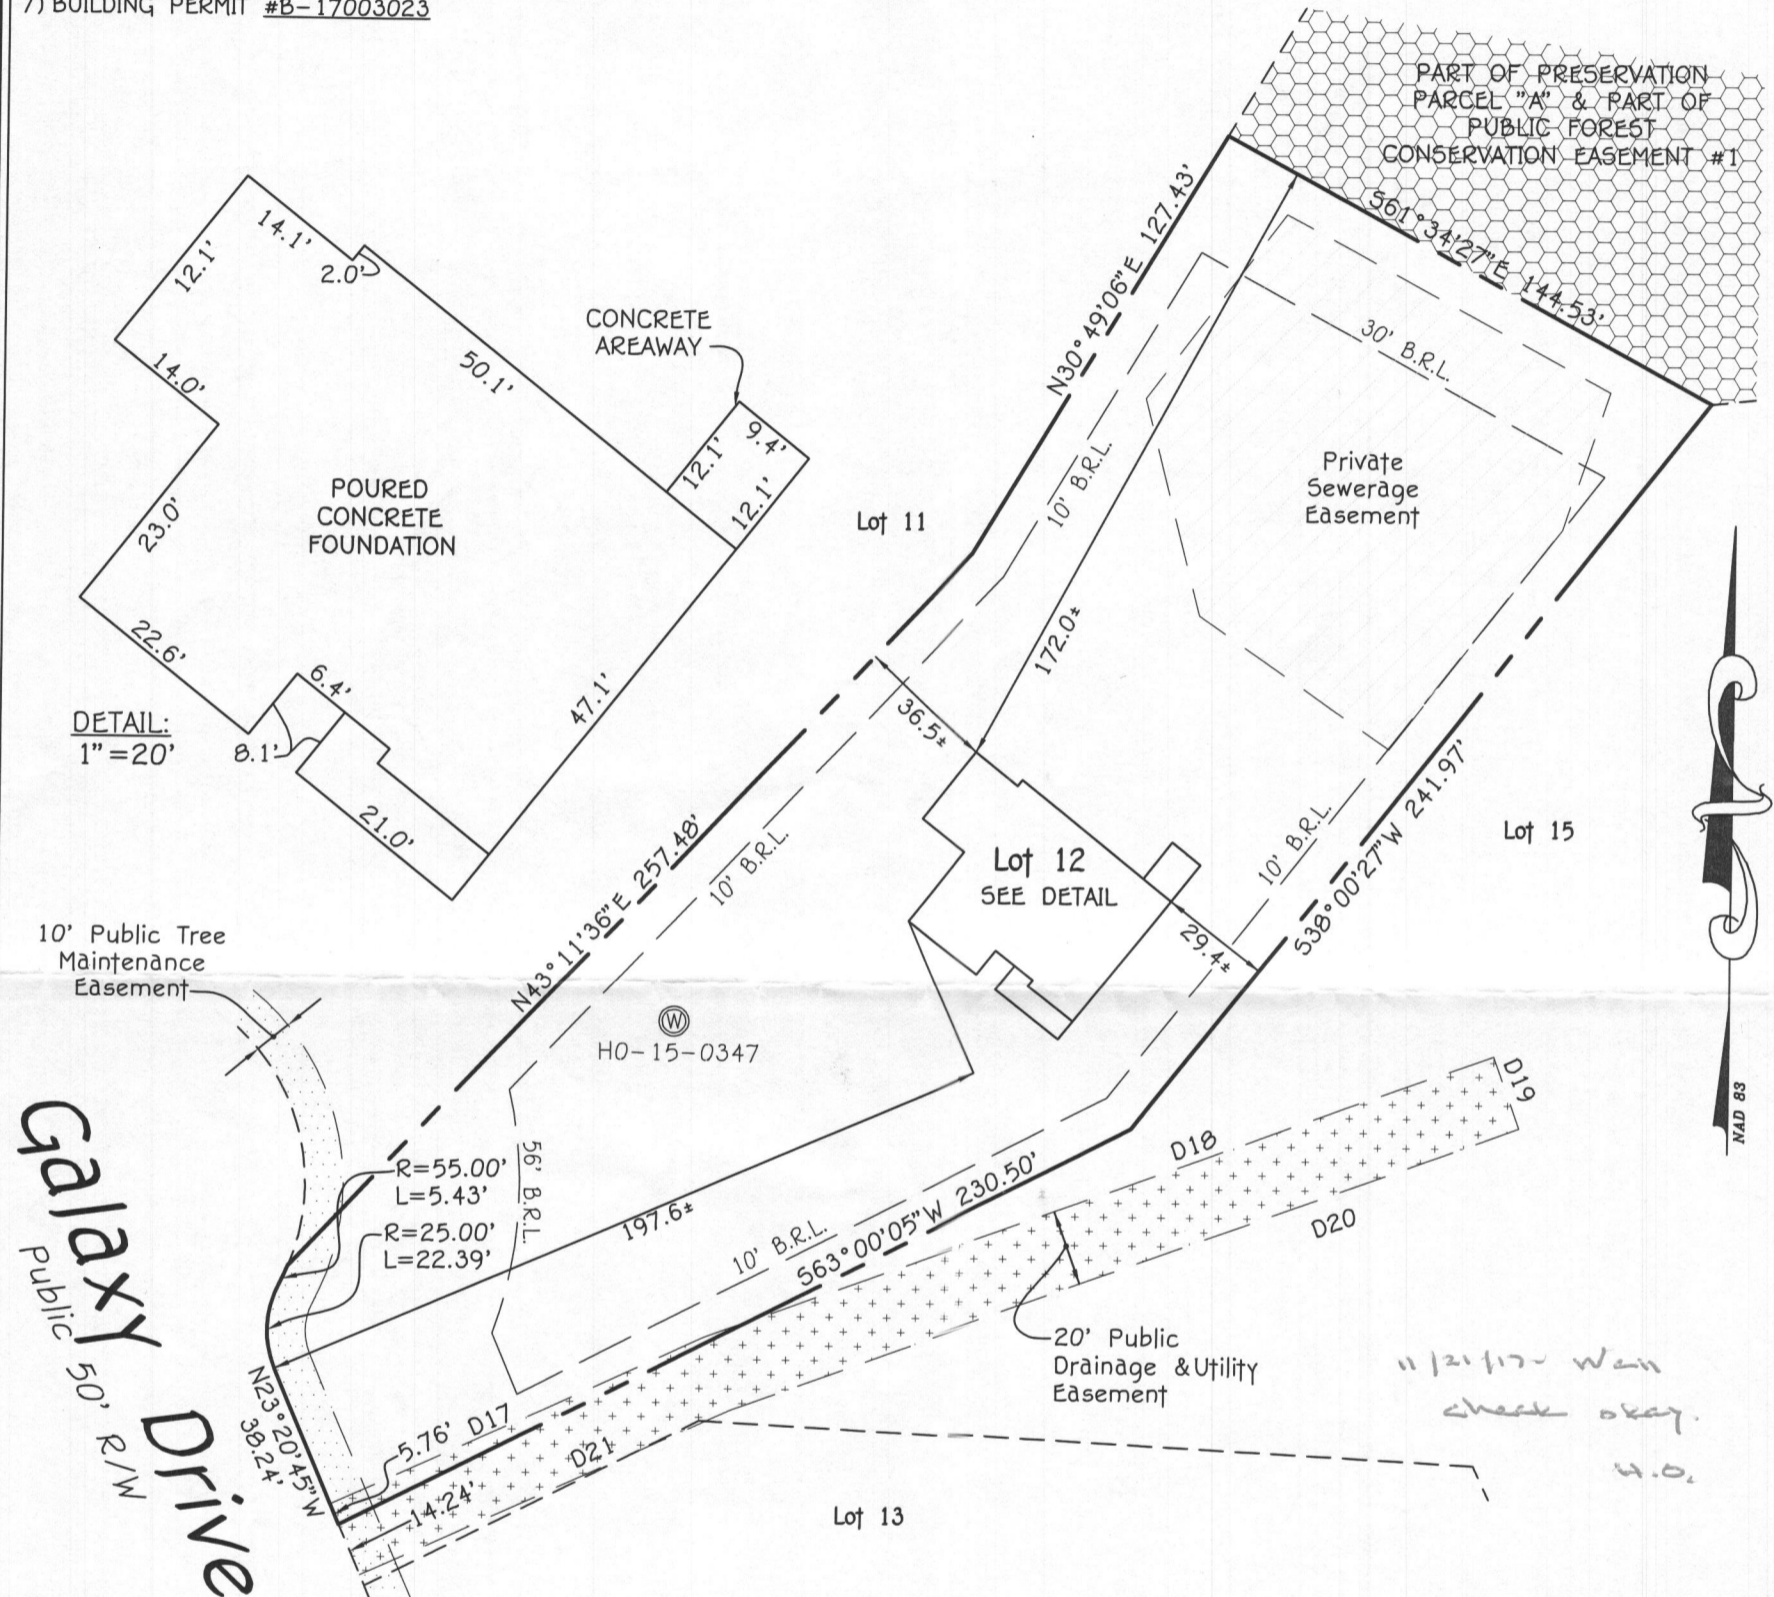 7) BUILDING PERMIT #B-17003023
PART OF PRESERVATION
PARCEL "A" & PART OF
PUBLIC FOREST
CONSERVATION EASEMENT #1
S61°34'27"E 144.53'
N30°49'06"E 127.43'
30' B.R.L.
10' B.R.L.
Private
Sewerage
Easement
14.1'
12.1'
2.0'
14.0'
50.1'
CONCRETE
AREAWAY
9.4'
12.1'
12.1'
POURED
CONCRETE
FOUNDATION
23.0'
22.6'
6.4'
8.1'
21.0'
47.1'
DETAIL:
1"=20'
Lot 11
172.0±
36.5±
N43°11'36"E 257.48'
10' B.R.L.
Lot 12
SEE DETAIL
29.4±
10' B.R.L.
S38°00'27"W 241.97'
Lot 15
NAD 83
10' Public Tree
Maintenance
Easement
W
HO-15-0347
56' B.R.L.
R=55.00'
L=5.43'
R=25.00'
L=22.39'
197.6±
10' B.R.L.
S63°00'05"W 230.50'
D18
D19
D20
20' Public
Drainage & Utility
Easement
Galaxy Drive
Public 50' R/W
N23°20'45"W
38.24'
5.76' D17
14.24'
D21
Lot 13
11/21/17-
check okay.
H.O.